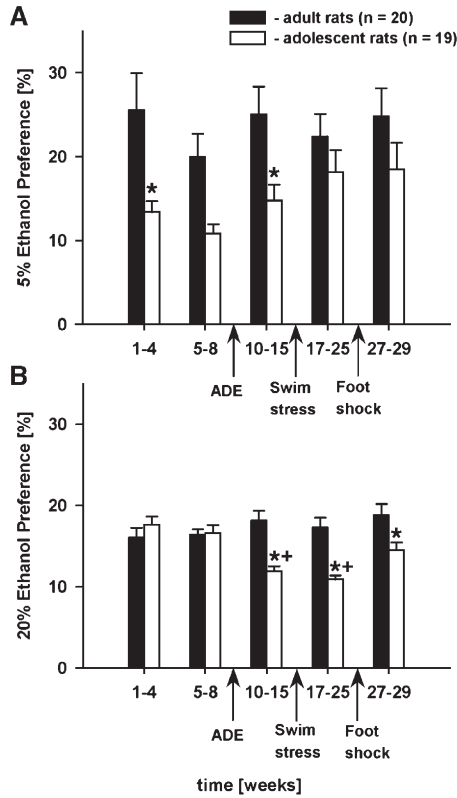 A
- adult rats (n = 20)
- adolescent rats (n = 19)
5% Ethanol Preference [%]
30
20
10
0
*
*
1-4 5-8 10-15 17-25 27-29
ADE Swim stress Foot shock
B
20% Ethanol Preference [%]
30
20
10
0
*+
*+
*
1-4 5-8 10-15 17-25 27-29
ADE Swim stress Foot shock
time [weeks]